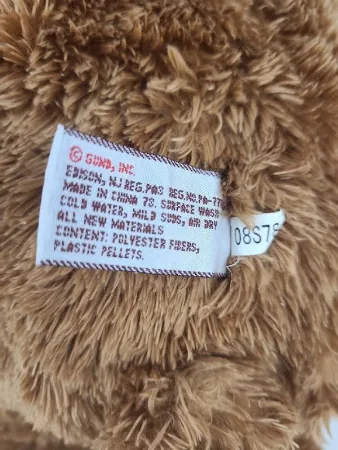 © GUND, INC.
EDISON, NJ REG.PA3 REG.NO.PA-77
MADE IN CHINA 78. SURFACE WASH
COLD WATER, MILD SUDS, AIR DRY
ALL NEW MATERIALS
CONTENT: POLYESTER FIBERS,
PLASTIC PELLETS.
08S78